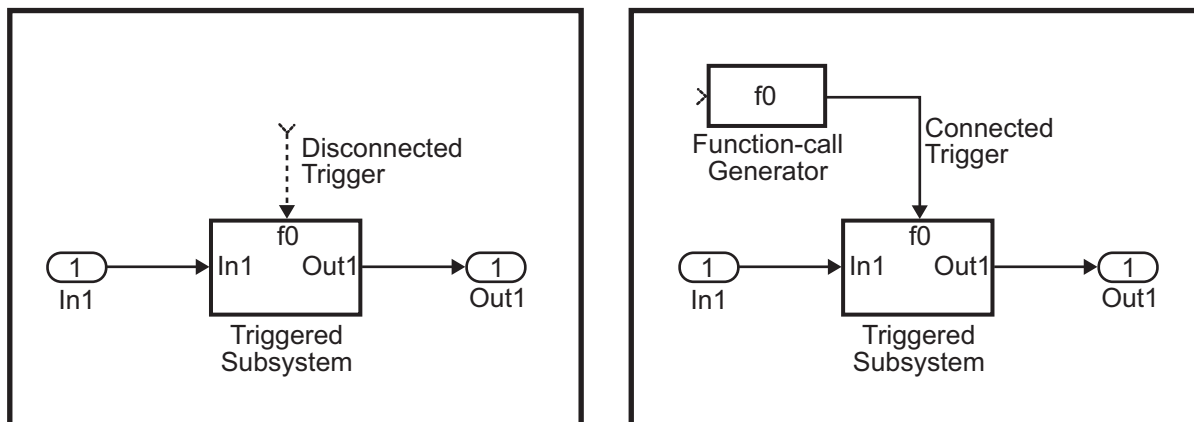 Disconnected
Trigger
f0
1
In1
In1
Out1
1
Out1
Triggered
Subsystem
f0
Function-call
Generator
Connected
Trigger
f0
1
In1
In1
Out1
1
Out1
Triggered
Subsystem